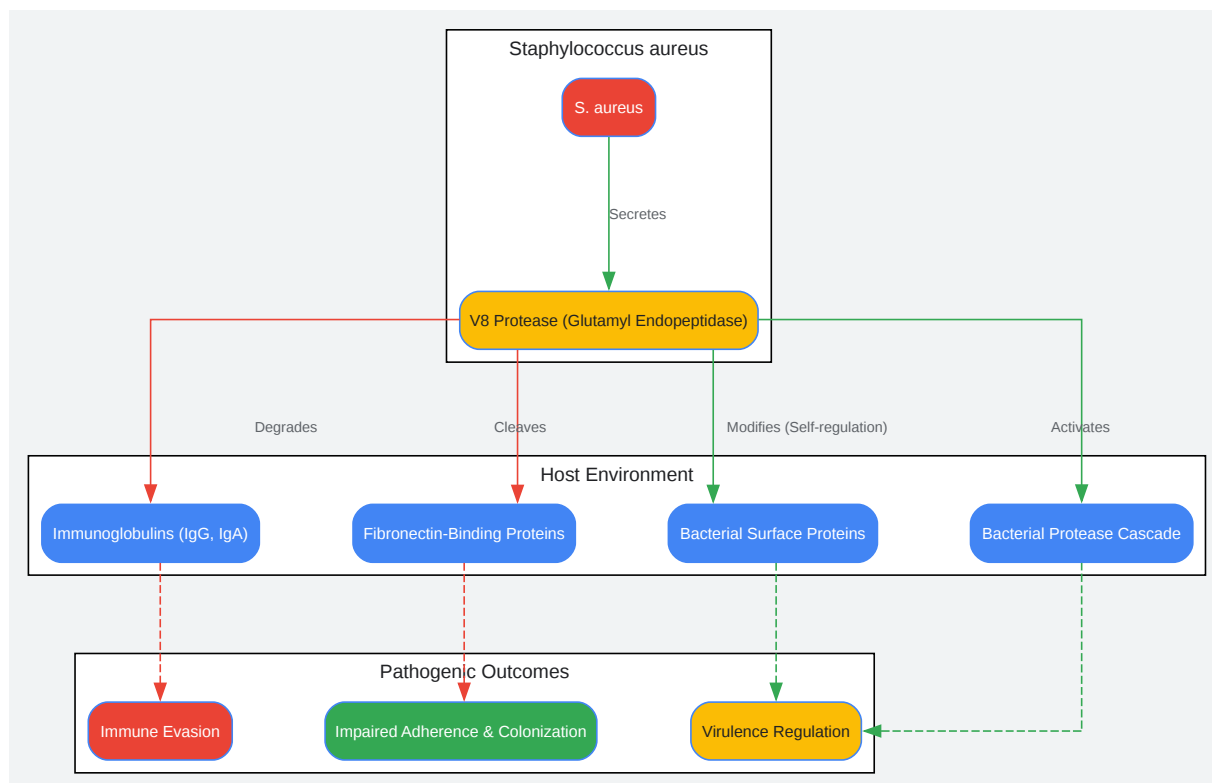 Staphylococcus aureus
S. aureus
Secretes
V8 Protease (Glutamyl Endopeptidase)
Degrades
Cleaves
Modifies (Self-regulation)
Activates
Host Environment
Immunoglobulins (IgG, IgA)
Fibronectin-Binding Proteins
Bacterial Surface Proteins
Bacterial Protease Cascade
Pathogenic Outcomes
Immune Evasion
Impaired Adherence & Colonization
Virulence Regulation